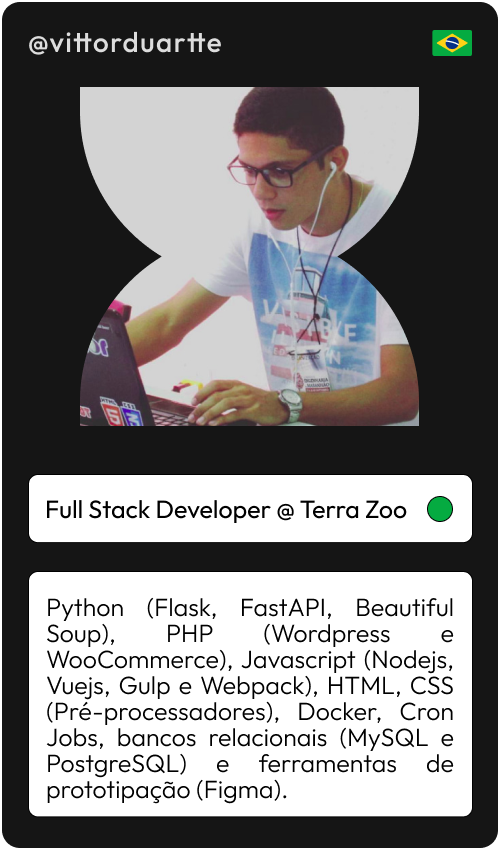 @vittorduartte
Full Stack Developer @ Terra Zoo
Python (Flask, FastAPI, Beautiful
Soup), PHP (Wordpress e
WooCommerce), Javascript (Nodejs,
Vuejs, Gulp e Webpack), HTML, CSS
(Pré-processadores), Docker, Cron
Jobs, bancos relacionais (MySQL e
PostgreSQL) e ferramentas de
prototipação (Figma).